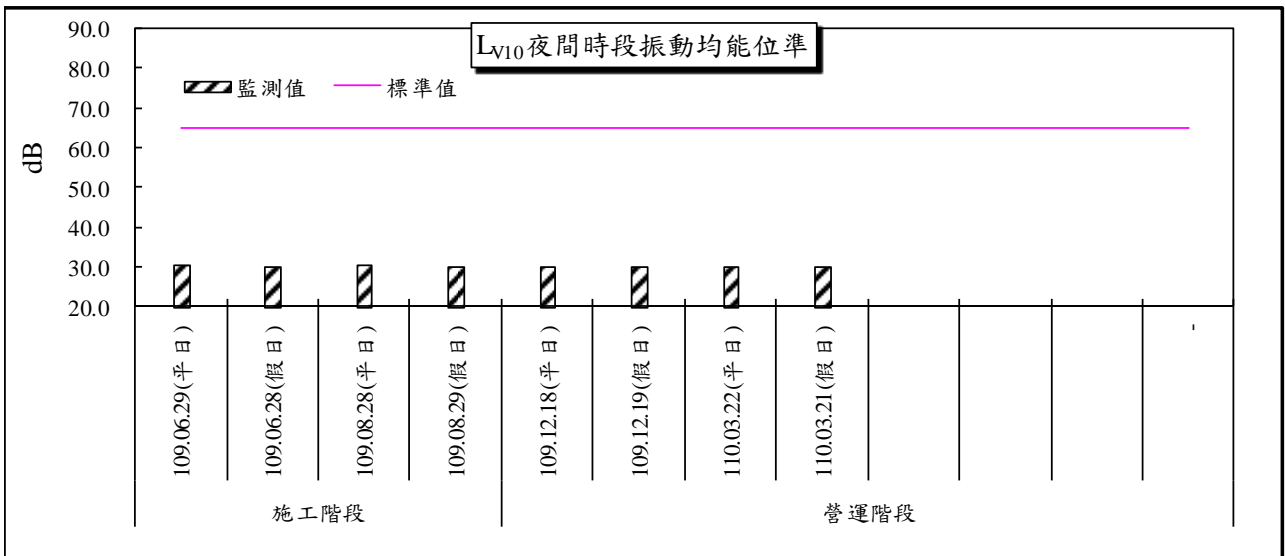 LV10夜間時段振動均能位準
監測值
標準值
dB
90.0
80.0
70.0
60.0
50.0
40.0
30.0
20.0
109.06.29(平日)
109.06.28(假日)
109.08.28(平日)
109.08.29(假日)
109.12.18(平日)
109.12.19(假日)
110.03.22(平日)
110.03.21(假日)
-
施工階段
營運階段